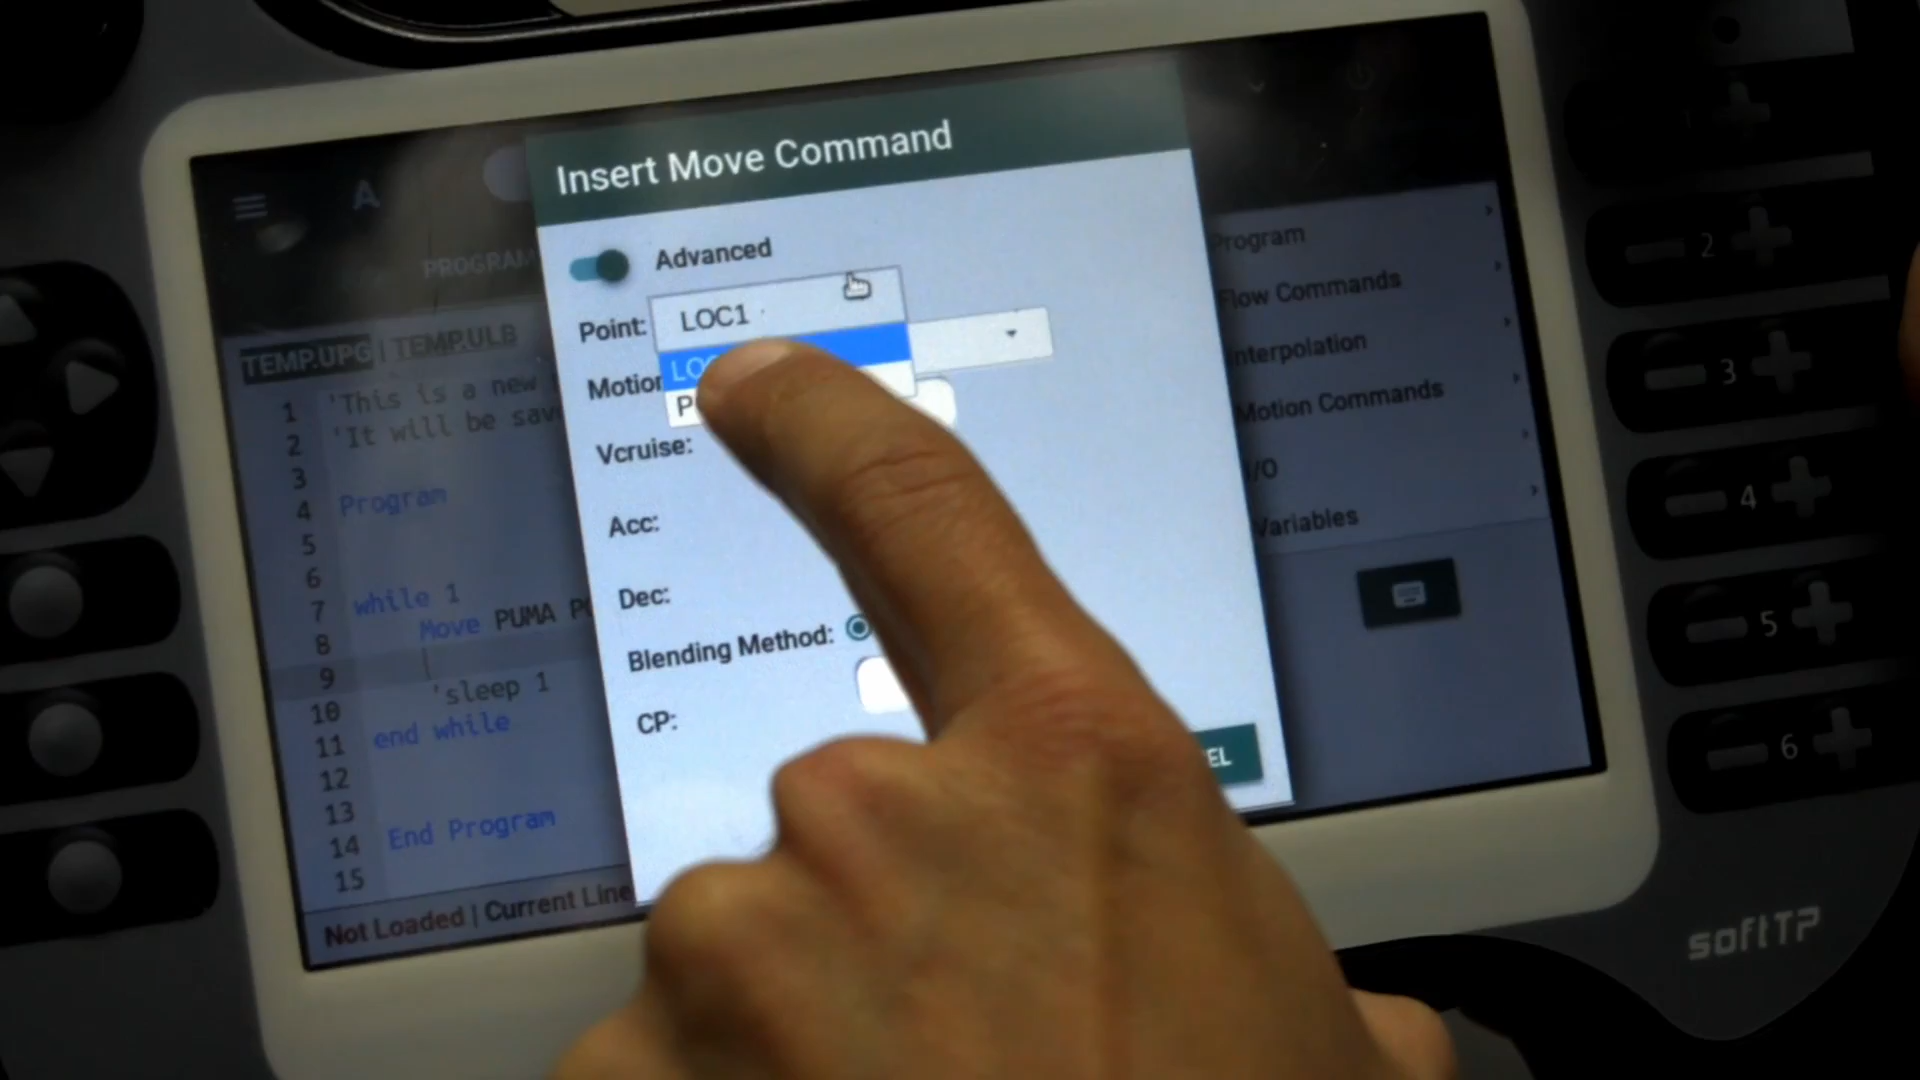 Insert Move Command
A
PROGRAM
Advanced
Point:
LOC1
Motion
Vcruise:
Acc:
Dec:
Blending Method:
CP:
TEMP.UPG | TEMP.ULB
1 'This is a new
2 'It will be
3
4 Program
5
6
7 while 1
8 Move PUMA
9
10 'sleep 1
11 end while
12
13
14 End Program
15
Not Loaded | Current Line
Program
Flow Commands
Interpolation
Motion Commands
I/O
Variables
2
3
4
5
6
softTP